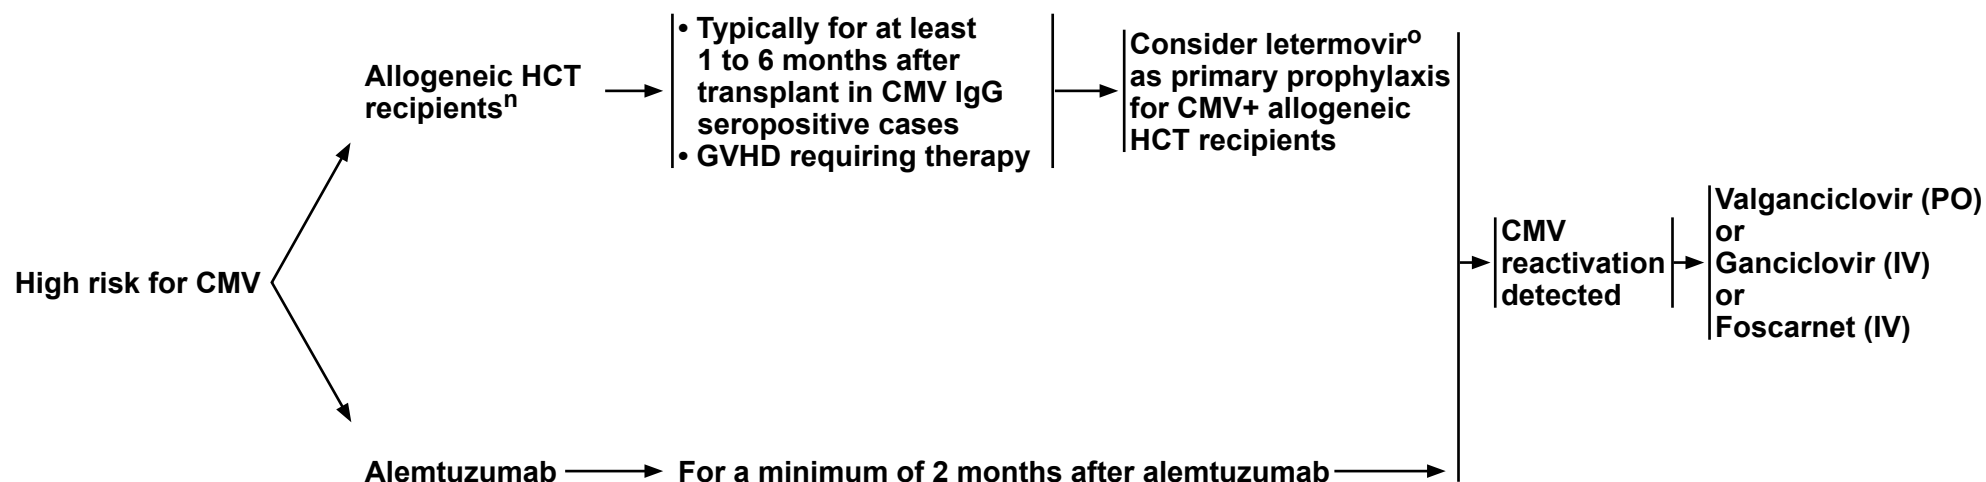 High risk for CMV
Allogeneic HCT
recipientsⁿ
• Typically for at least
1 to 6 months after
transplant in CMV IgG
seropositive cases
• GVHD requiring therapy
Consider letermovirᵒ
as primary prophylaxis
for CMV+ allogeneic
HCT recipients
Alemtuzumab
For a minimum of 2 months after alemtuzumab
CMV
reactivation
detected
Valganciclovir (PO)
or
Ganciclovir (IV)
or
Foscarnet (IV)